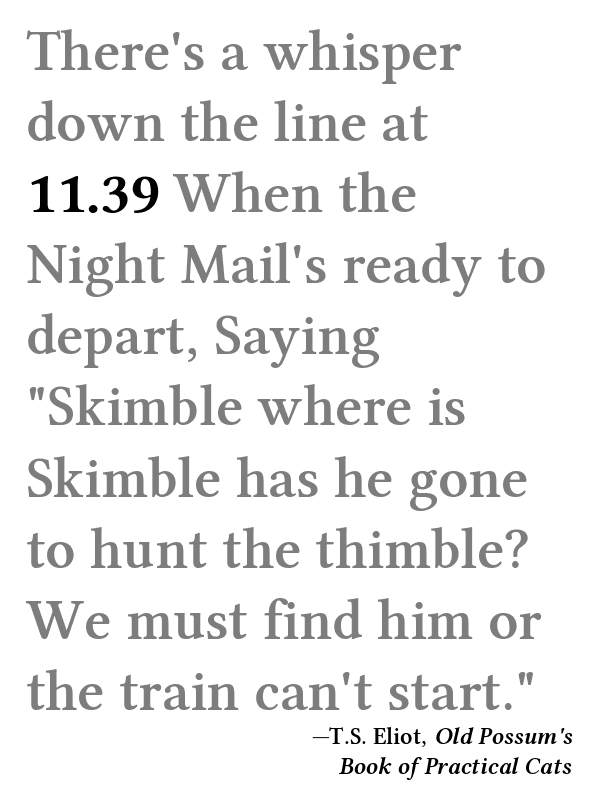 There's a whisper
down the line at
11.39 When the
Night Mail's ready to
depart, Saying
"Skimble where is
Skimble has he gone
to hunt the thimble?
We must find him or
the train can't start."
—T.S. Eliot, Old Possum's
Book of Practical Cats